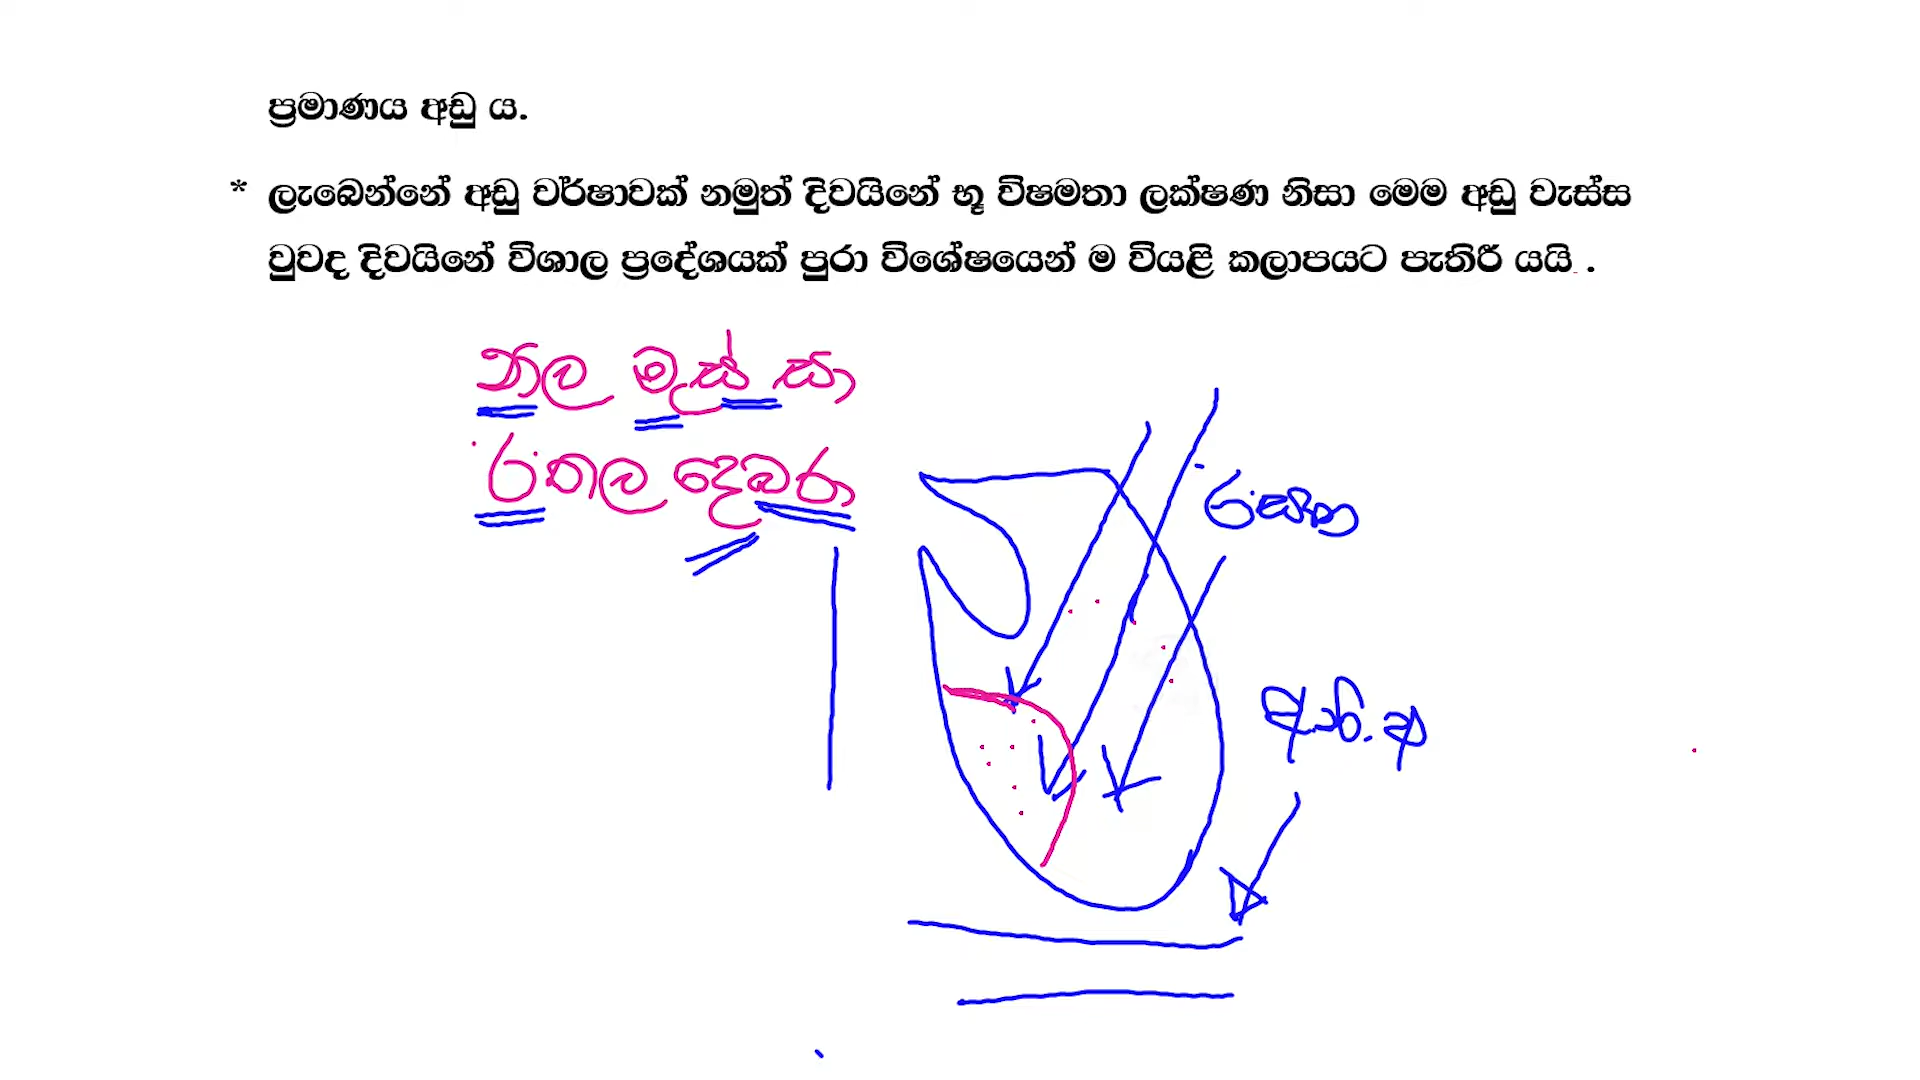 ප්‍රමාණය අඩු ය.
* ලැබෙන්නේ අඩු වර්ෂාවක් නමුත් දිවයිනේ භූ විෂමතා ලක්ෂණ නිසා මෙම අඩු වැස්ස
වුවද දිවයිනේ විශාල ප්‍රදේශයක් පුරා විශේෂයෙන් ම වියළි කලාපයට පැතිරී යයි .
නිල මැස්සා
රතල දෙබරා